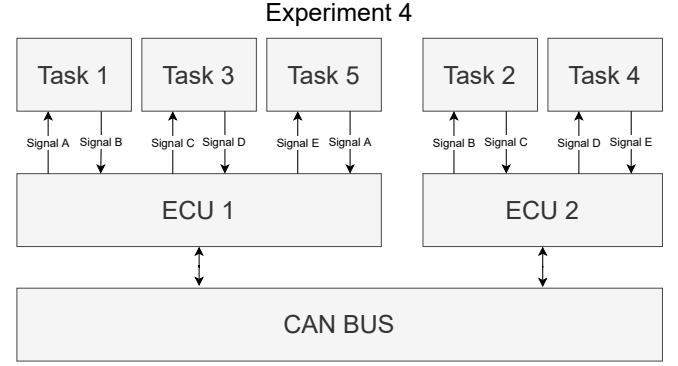 Experiment 4
Task 1 Task 3 Task 5 Task 2 Task 4
Signal A Signal B Signal C Signal D Signal E Signal A Signal B Signal C Signal D Signal E
ECU 1 ECU 2
CAN BUS